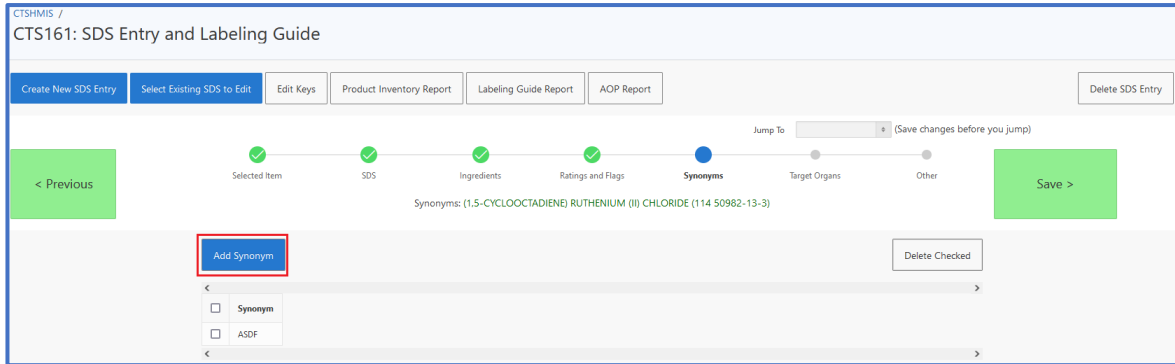 CTSHMIS /
CTS161: SDS Entry and Labeling Guide
Create New SDS Entry Select Existing SDS to Edit Edit Keys Product Inventory Report Labeling Guide Report AOP Report Delete SDS Entry
Jump To (Save changes before you jump)
< Previous
Selected Item SDS Ingredients Ratings and Flags Synonyms Target Organs Other
Save >
Synonyms: (1,5-CYCLOOCTADIENE) RUTHENIUM (II) CHLORIDE (114 50982-13-3)
Add Synonym Delete Checked
Synonym
ASDF